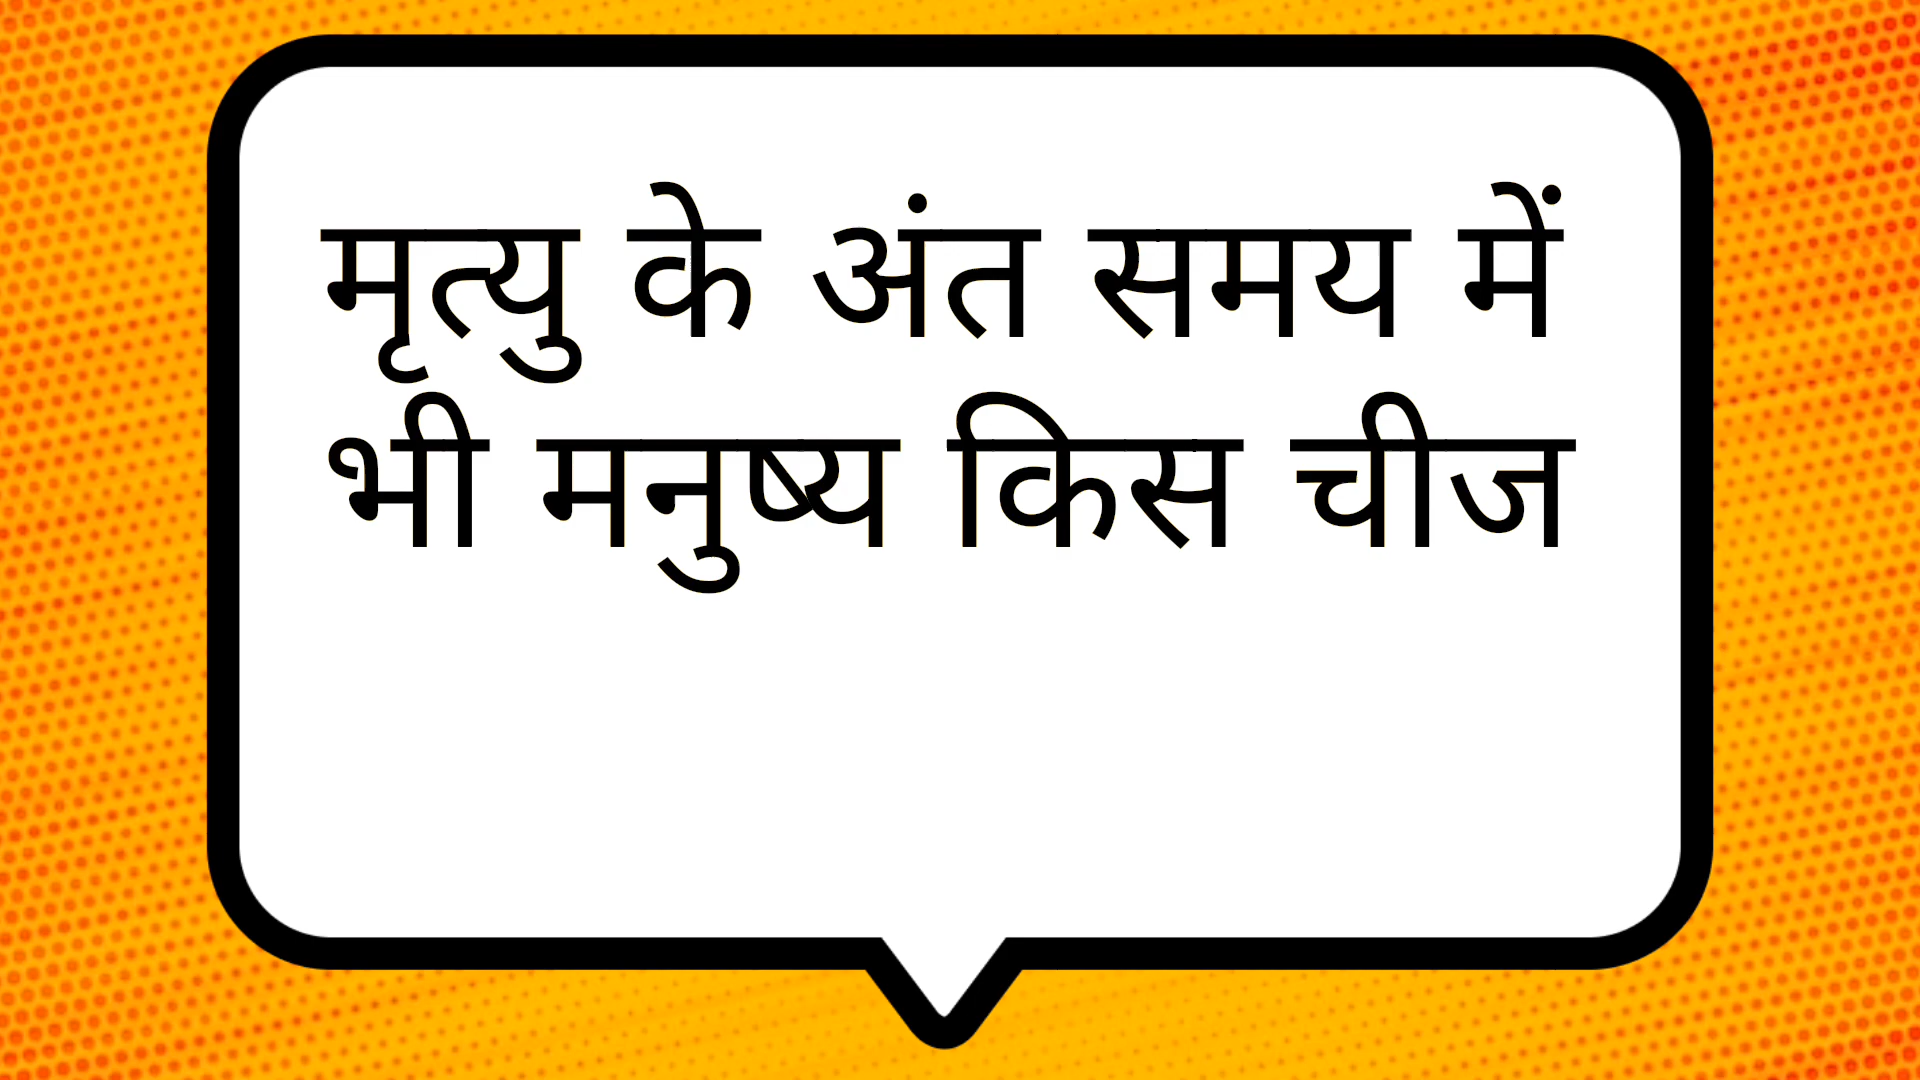 मृत्यु के अंत समय में
भी मनुष्य किस चीज